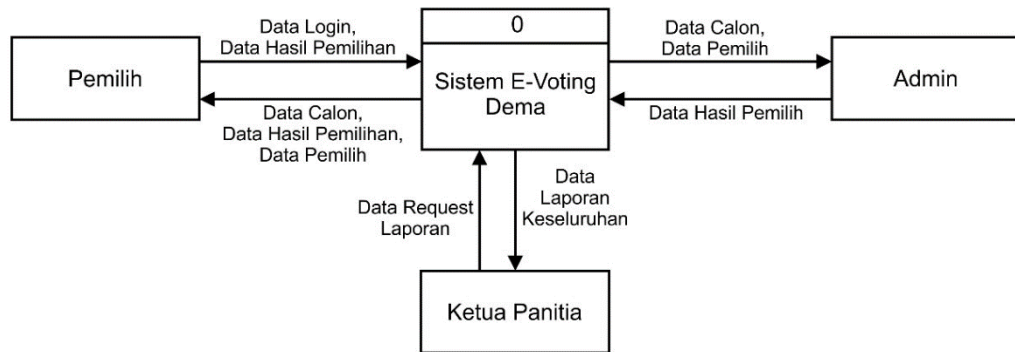 Data Login,
Data Hasil Pemilihan
0
Data Calon,
Data Pemilih
Pemilih
Sistem E-Voting
Dema
Admin
Data Calon,
Data Hasil Pemilihan,
Data Pemilih
Data Hasil Pemilih
Data Request
Laporan
Data
Laporan
Keseluruhan
Ketua Panitia